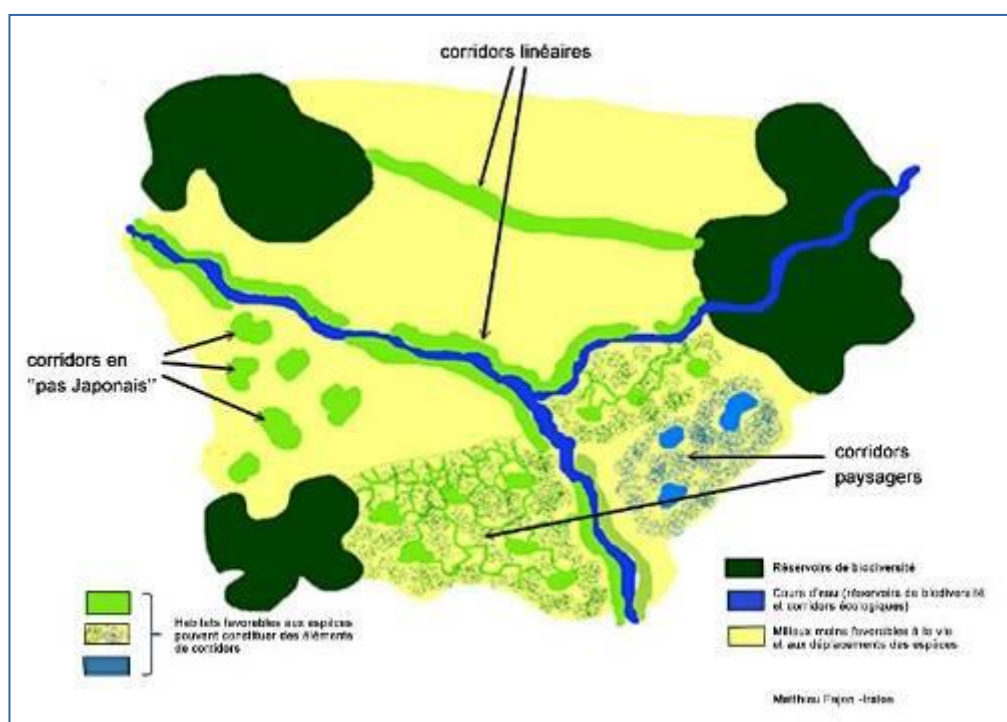 corridors linéaires
corridors en
"pas Japonais"
corridors
paysagers
Habitats favorables aux espèces
pouvant constituer des éléments
de corridors
Réservoirs de biodiversité
Cours d'eau (réservoirs de biodiversité
et corridors écologiques)
Milieux moins favorables à la vie
et aux déplacements des espèces
Matthieu